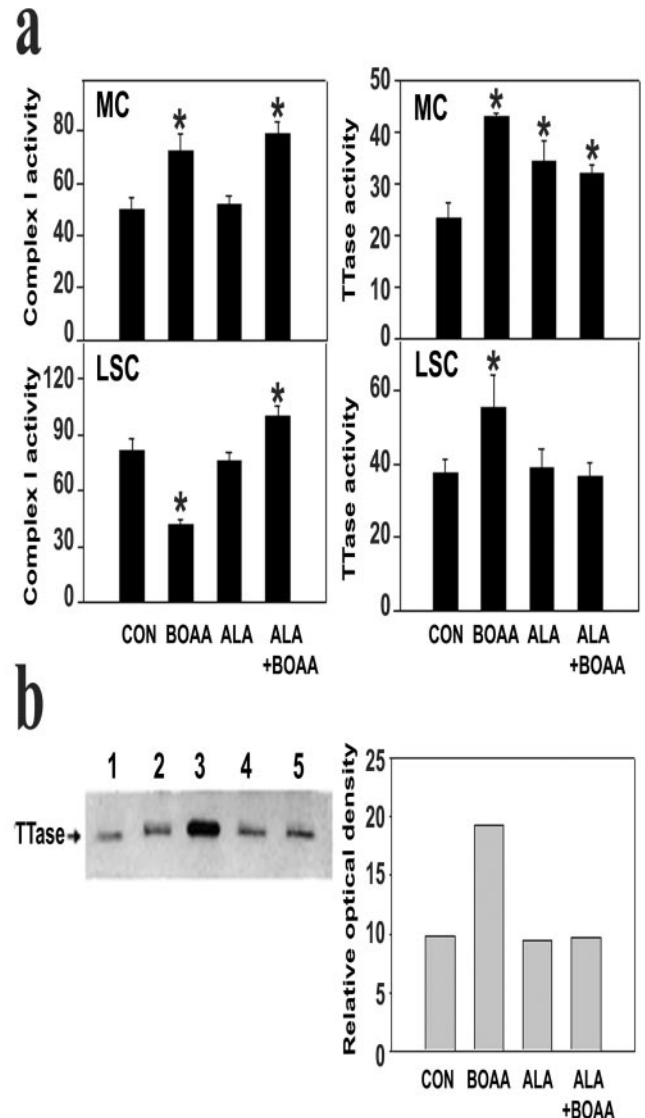 a
MC
Complex I activity
80
60
40
20
0
*
*
MC
TTase activity
50
40
30
20
10
0
*
*
*
LSC
Complex I activity
120
90
60
30
0
*
*
CON BOAA ALA ALA
+BOAA
LSC
TTase activity
60
40
20
0
*
CON BOAA ALA ALA
+BOAA
b
1 2 3 4 5
TTase
Relative optical density
25
20
15
10
5
0
CON BOAA ALA ALA
+BOAA